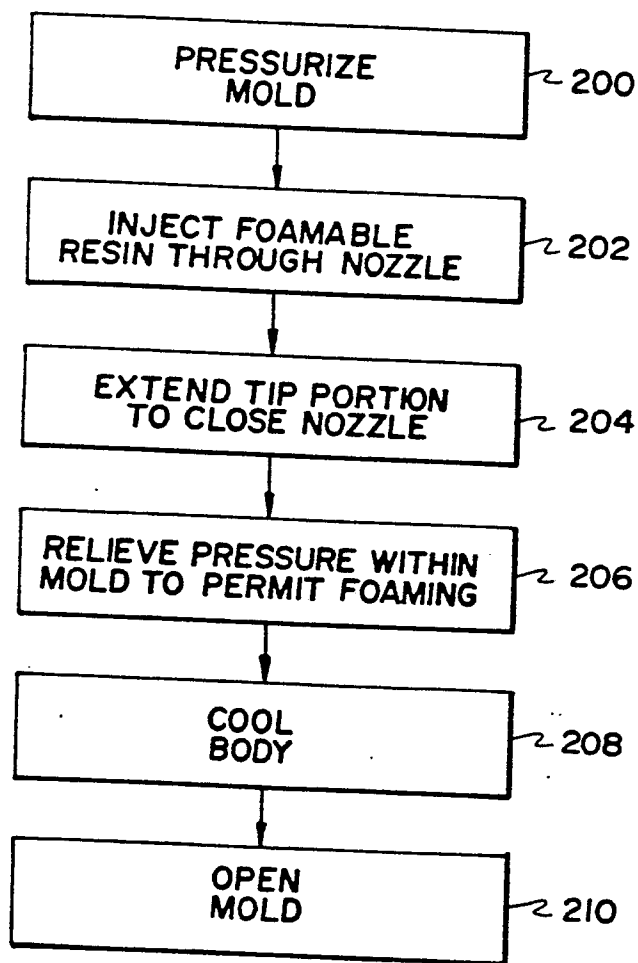 PRESSURIZE
MOLD
200
INJECT FOAMABLE
RESIN THROUGH NOZZLE
202
EXTEND TIP PORTION
TO CLOSE NOZZLE
204
RELIEVE PRESSURE WITHIN
MOLD TO PERMIT FOAMING
206
COOL
BODY
208
OPEN
MOLD
210